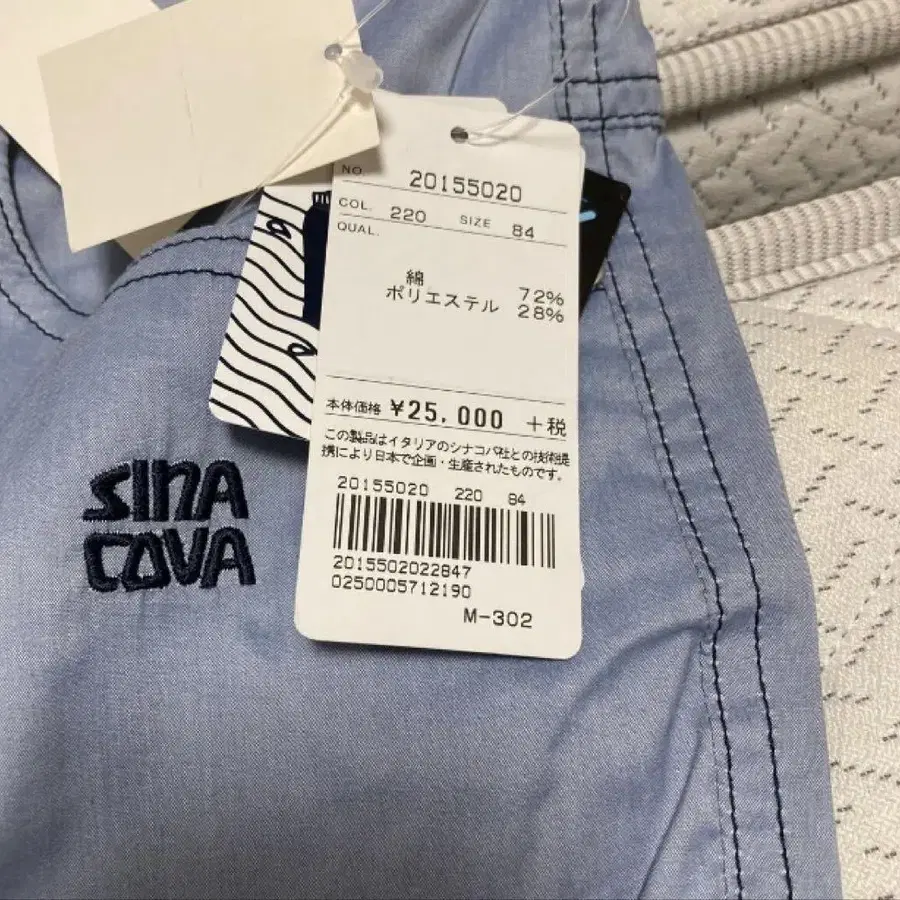 NO. 20155020
COL. 220 SIZE 84
QUAL.
綿 72%
ポリエステル 28%
本体価格 ¥25,000 +税
この製品はイタリアのシナコバ社との技術提
携により日本で企画・生産されたものです。
20155020 220 84
2015502022847
0250005712190
M-302
SINA
COVA